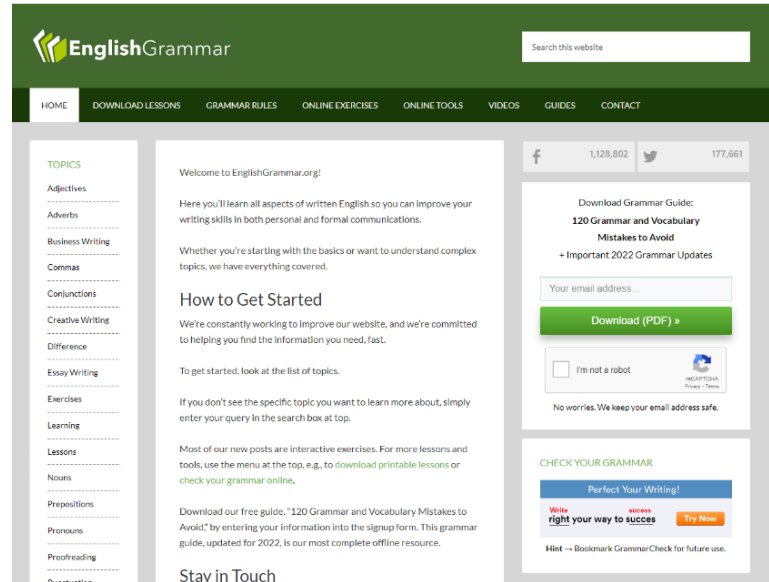 EnglishGrammar
Search this website
HOME
DOWNLOAD LESSONS
GRAMMAR RULES
ONLINE EXERCISES
ONLINE TOOLS
VIDEOS
GUIDES
CONTACT
TOPICS
Adjectives
Adverbs
Business Writing
Commas
Conjunctions
Creative Writing
Difference
Essay Writing
Exercises
Learning
Lessons
Nouns
Prepositions
Pronouns
Proofreading
Punctuation
Welcome to EnglishGrammar.org!
Here you'll learn all aspects of written English so you can improve your
writing skills in both personal and formal communications.
Whether you're starting with the basics or want to understand complex
topics, we have everything covered.
How to Get Started
We're constantly working to improve our website, and we're committed
to helping you find the information you need, fast.
To get started, look at the list of topics.
If you don't see the specific topic you want to learn more about, simply
enter your query in the search box at top.
Most of our new posts are interactive exercises. For more lessons and
tools, use the menu at the top, e.g., to download printable lessons or
check your grammar online.
Download our free guide, "120 Grammar and Vocabulary Mistakes to
Avoid," by entering your information into the signup form. This grammar
guide, updated for 2022, is our most complete offline resource.
Stay in Touch
1,128,802
177,661
Download Grammar Guide:
120 Grammar and Vocabulary
Mistakes to Avoid
+ Important 2022 Grammar Updates
Your email address...
Download (PDF) »
I'm not a robot
reCAPTCHA
Privacy - Terms
No worries. We keep your email address safe.
CHECK YOUR GRAMMAR
Perfect Your Writing!
Write sucess
right your way to succes
Try Now
Hint → Bookmark GrammarCheck for future use.